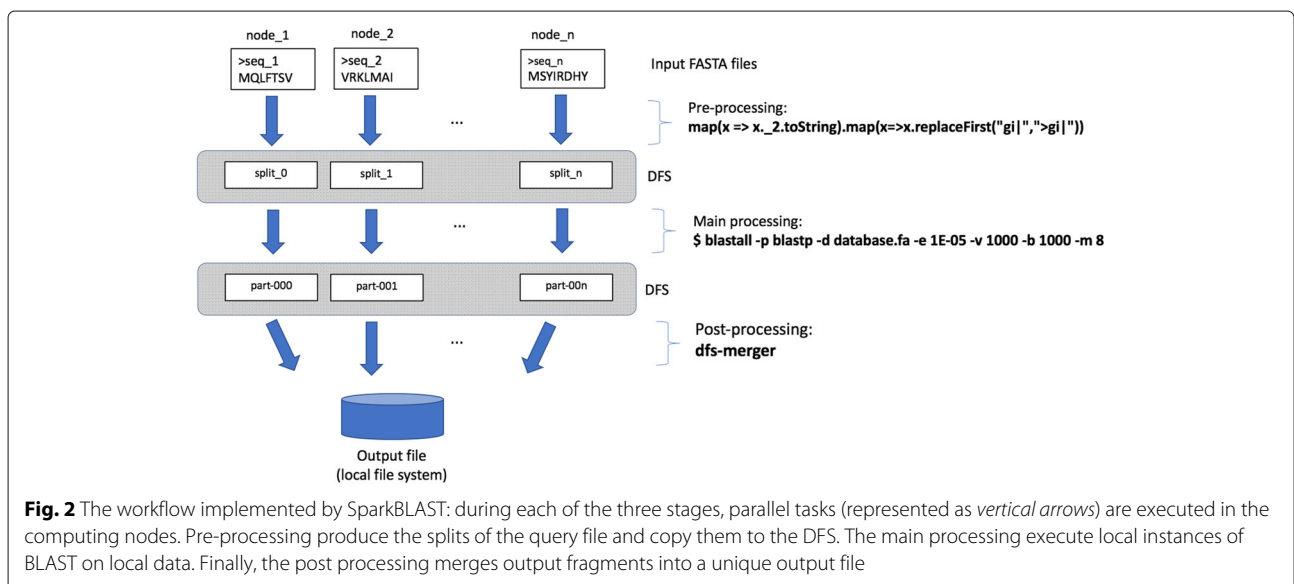 node_1 node_2 node_n
>seq_1 >seq_2 >seq_n
MQLFTSV VRKLMAI MSYIRDHY
Input FASTA files
Pre-processing:
... map(x => x._2.toString).map(x=>x.replaceFirst("gi|",">gi|"))
split_0 split_1 split_n DFS
Main processing:
... $ blastall -p blastp -d database.fa -e 1E-05 -v 1000 -b 1000 -m 8
part-000 part-001 part-00n DFS
Post-processing:
... dfs-merger
Output file
(local file system)
Fig. 2 The workflow implemented by SparkBLAST: during each of the three stages, parallel tasks (represented as vertical arrows) are executed in the
computing nodes. Pre-processing produce the splits of the query file and copy them to the DFS. The main processing execute local instances of
BLAST on local data. Finally, the post processing merges output fragments into a unique output file